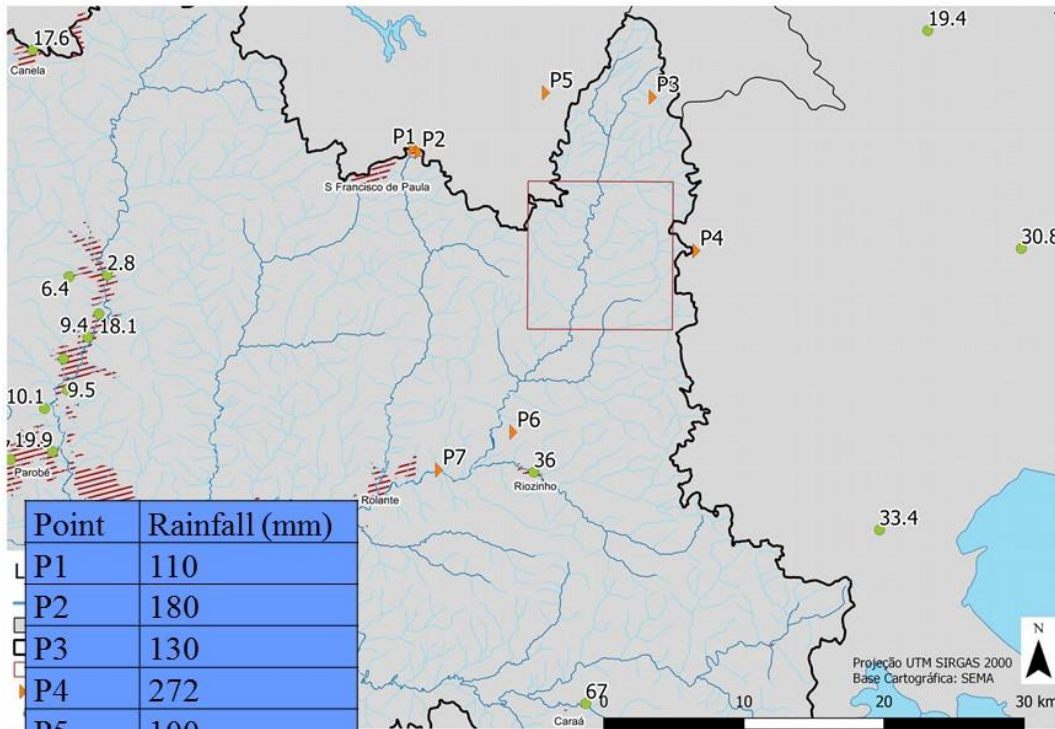 19.4
17.6
Canela
P5
P3
P1
P2
S Francisco de Paula
P4
30.8
2.8
6.4
9.4
18.1
9.5
10.1
19.9
Parobé
P6
P7
36
Riozinho
Rolante
33.4
Point Rainfall (mm)
P1 110
P2 180
P3 130
P4 272
N
Projeção UTM SIRGAS 2000
Base Cartográfica: SEMA
67
Caraá
0 10 20 30 km